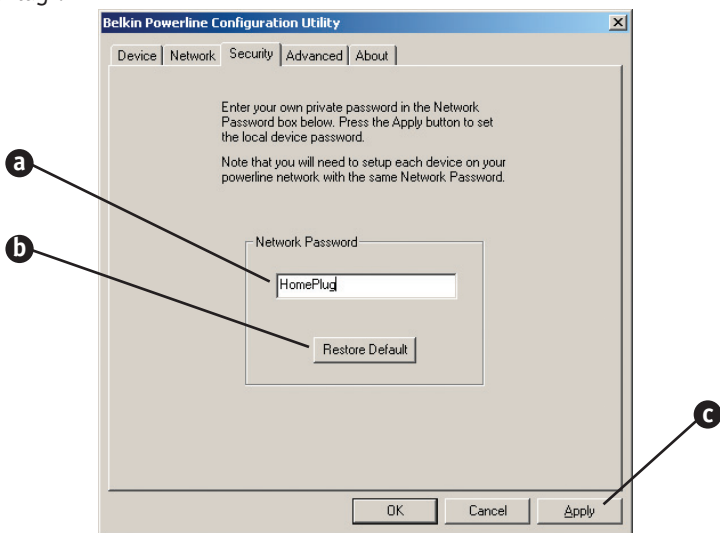 Belkin Powerline Configuration Utility
Device Network Security Advanced About
Enter your own private password in the Network
Password box below. Press the Apply button to set
the local device password.
Note that you will need to setup each device on your
powerline network with the same Network Password.
a
b
Network Password
HomePlug
Restore Default
c
OK Cancel Apply